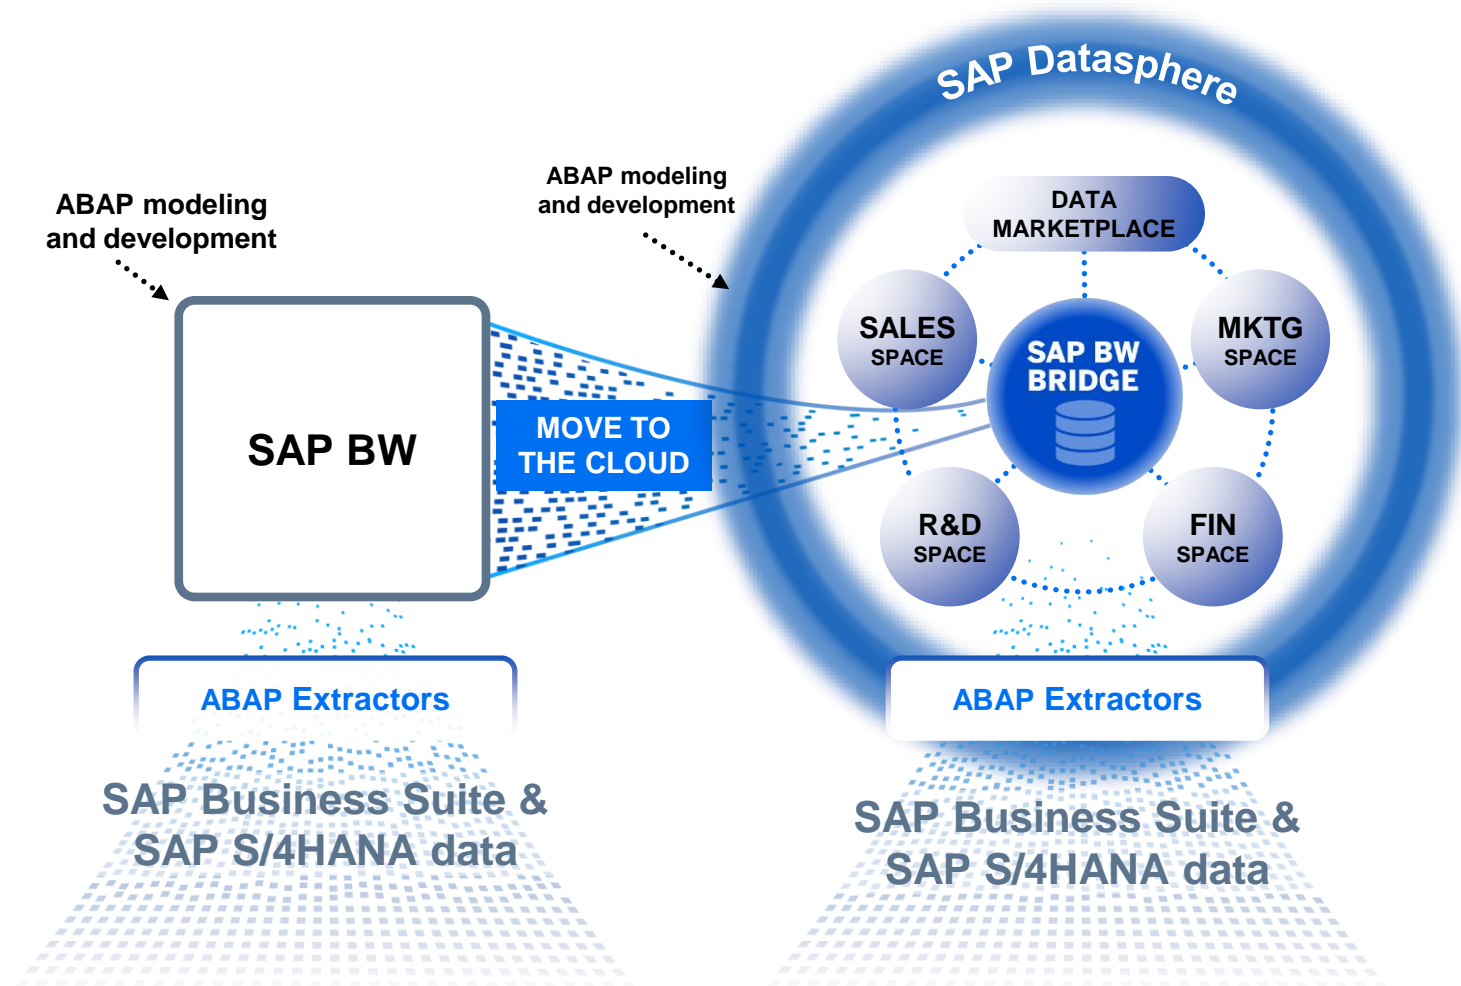 SAP Datasphere
ABAP modeling
and development
ABAP modeling
and development
DATA
MARKETPLACE
SALES
SPACE
MKTG
SPACE
SAP BW
BRIDGE
SAP BW
MOVE TO
THE CLOUD
R&D
SPACE
FIN
SPACE
ABAP Extractors
SAP Business Suite &
SAP S/4HANA data
ABAP Extractors
SAP Business Suite &
SAP S/4HANA data